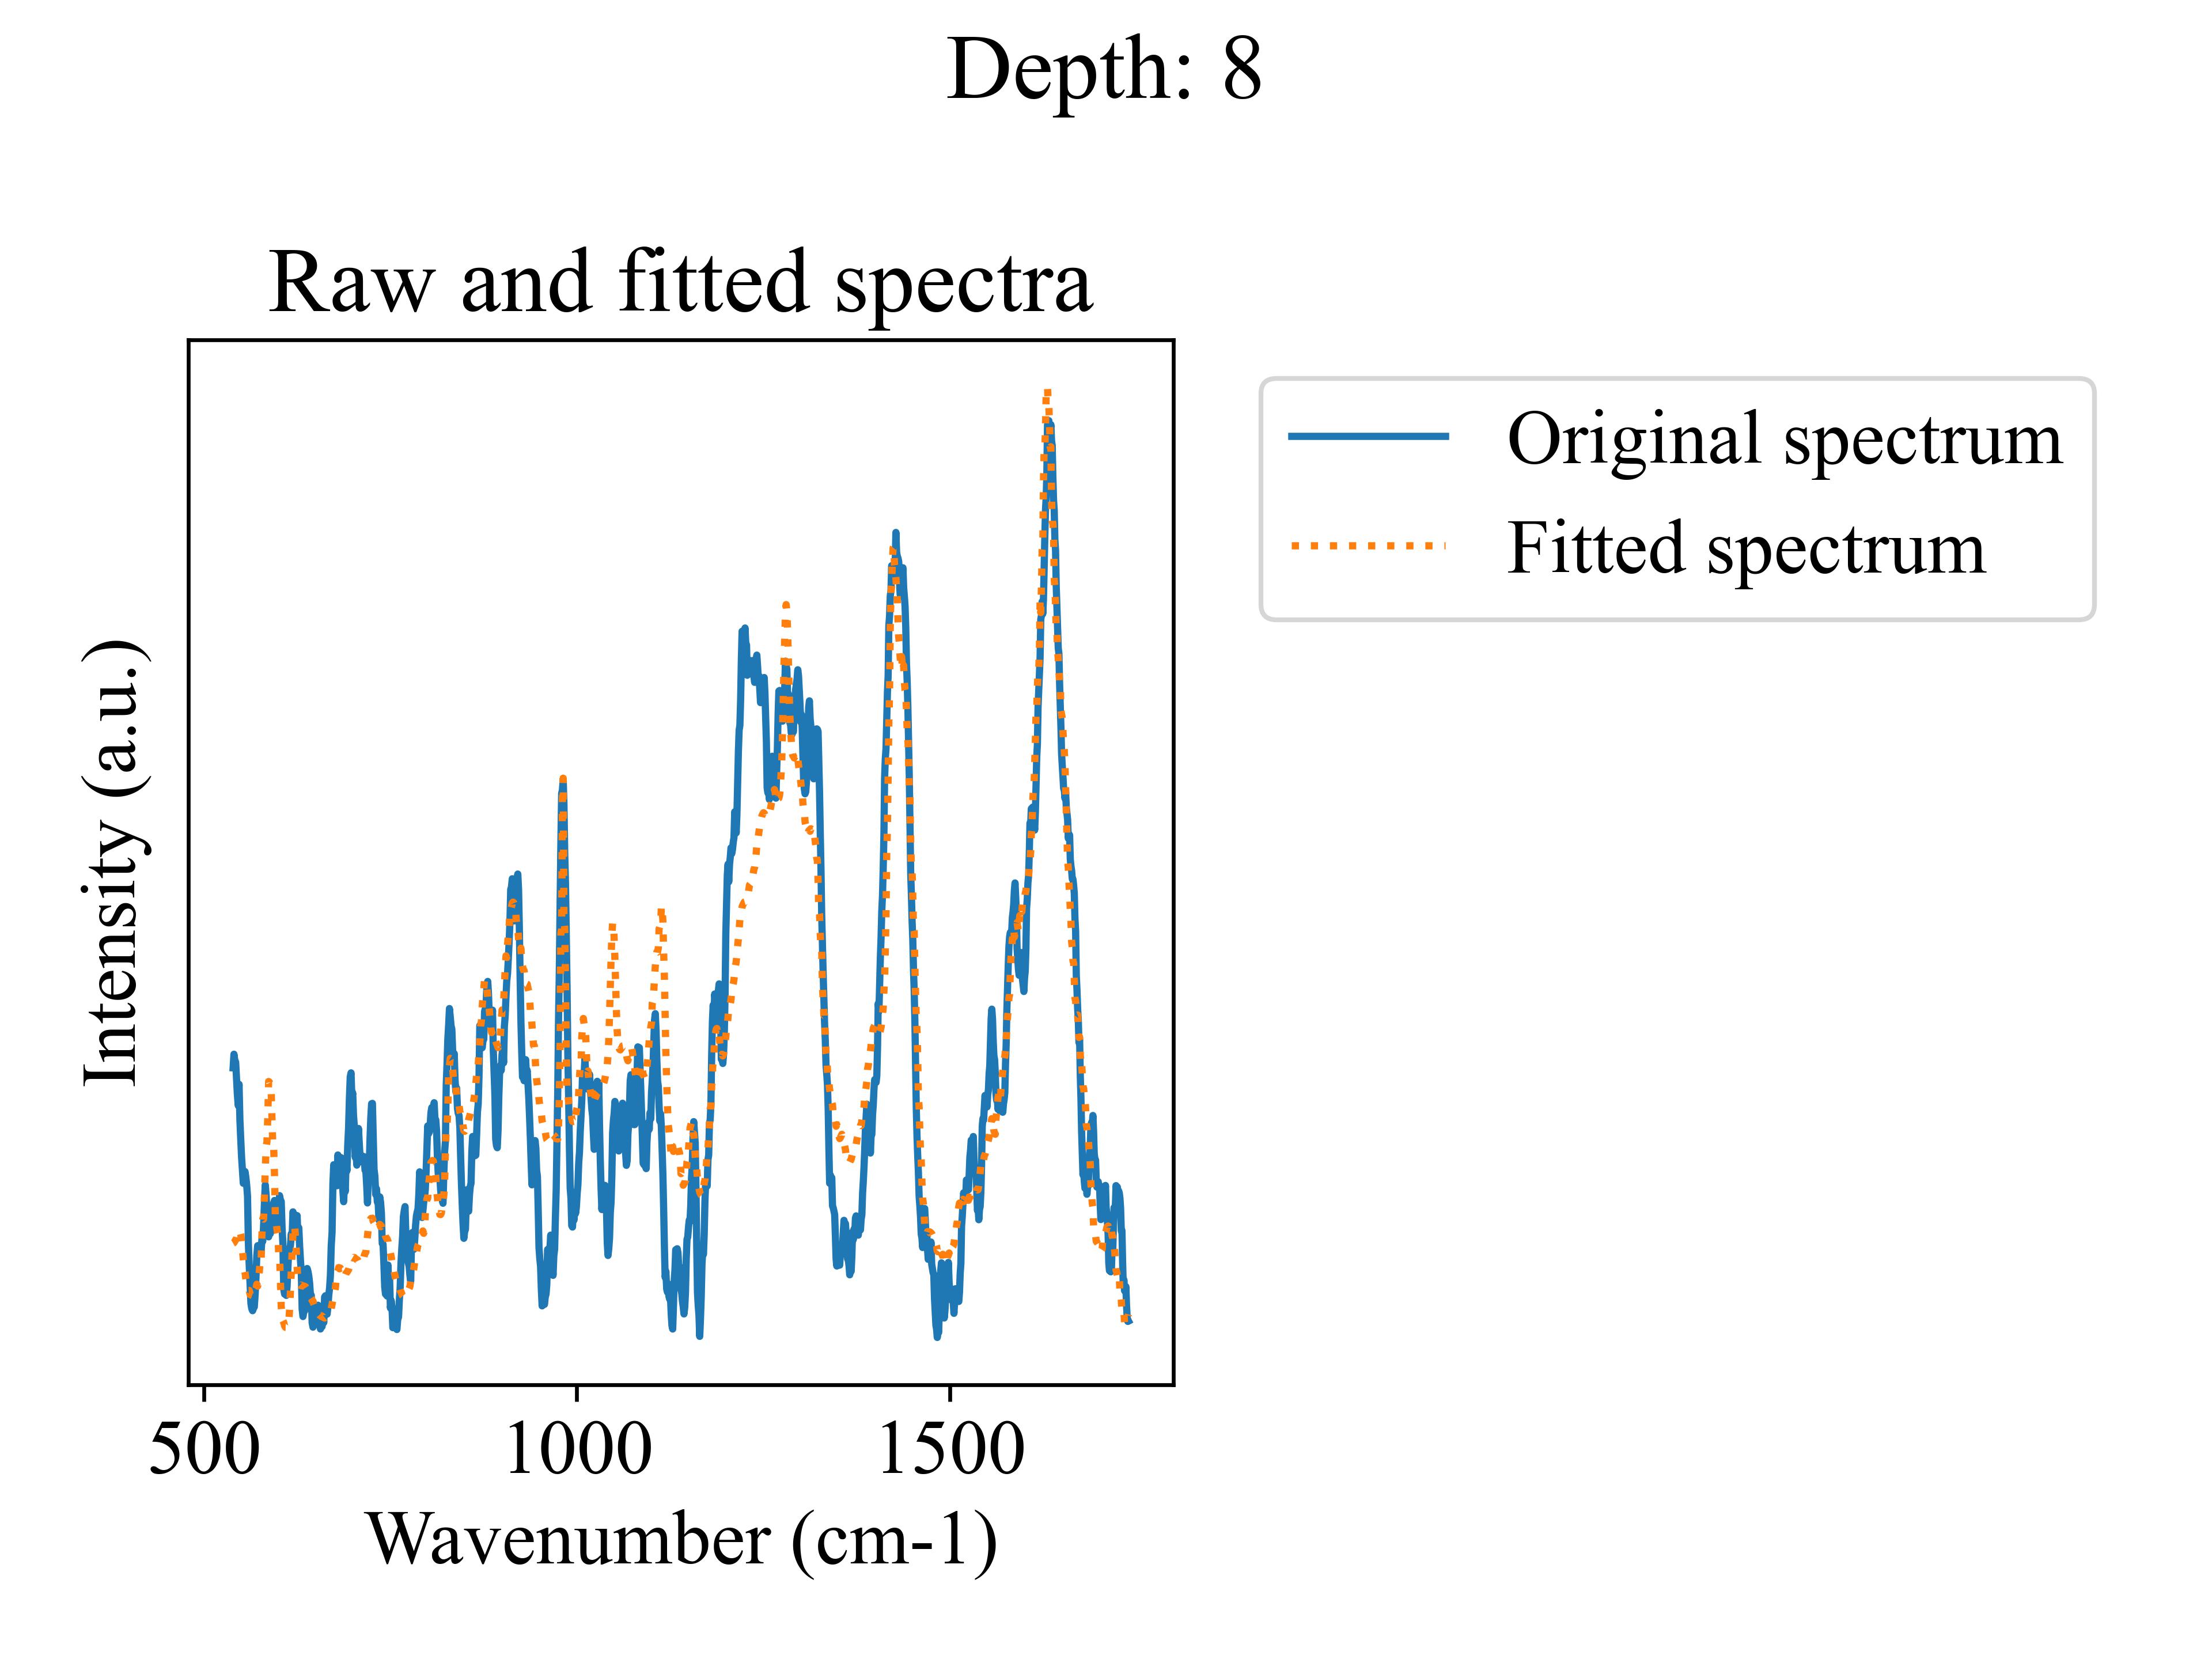 Depth: 8
Raw and fitted spectra
Original spectrum
Fitted spectrum
Intensity (a.u.)
500 1000 1500
Wavenumber (cm-1)